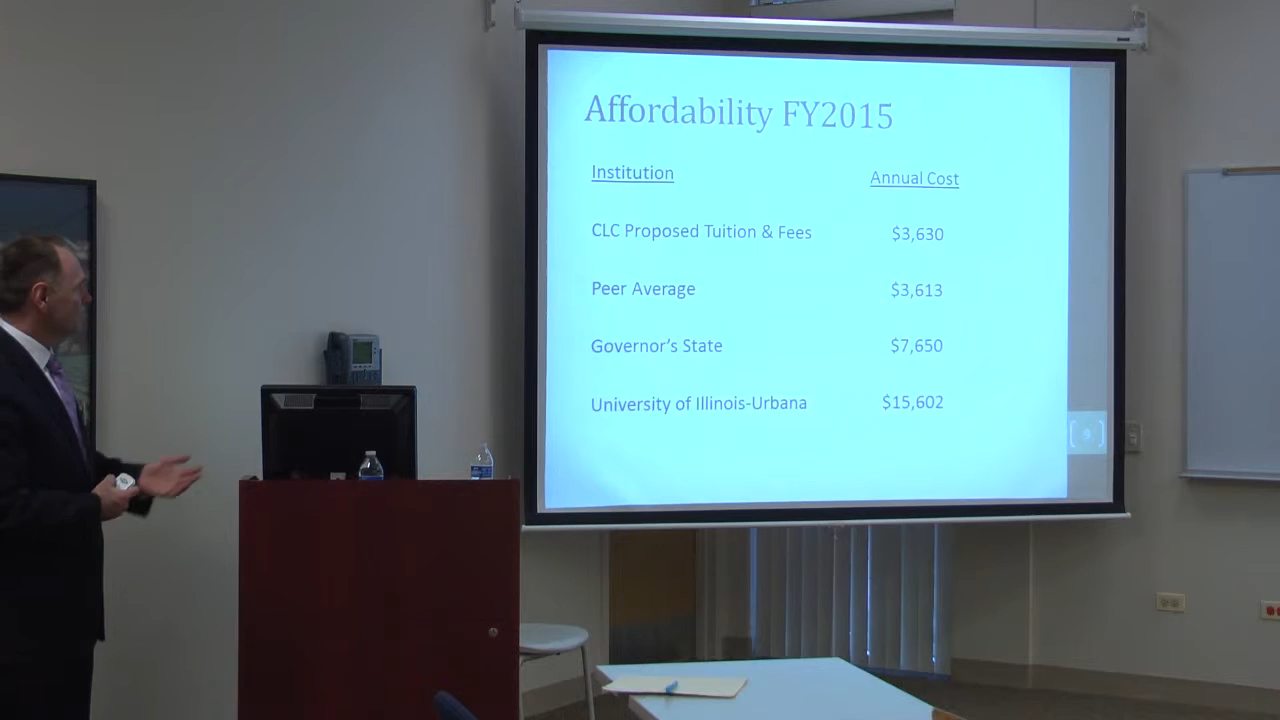 Affordability FY2015
Institution Annual Cost
CLC Proposed Tuition & Fees $3,630
Peer Average $3,613
Governor's State $7,650
University of Illinois-Urbana $15,602
9